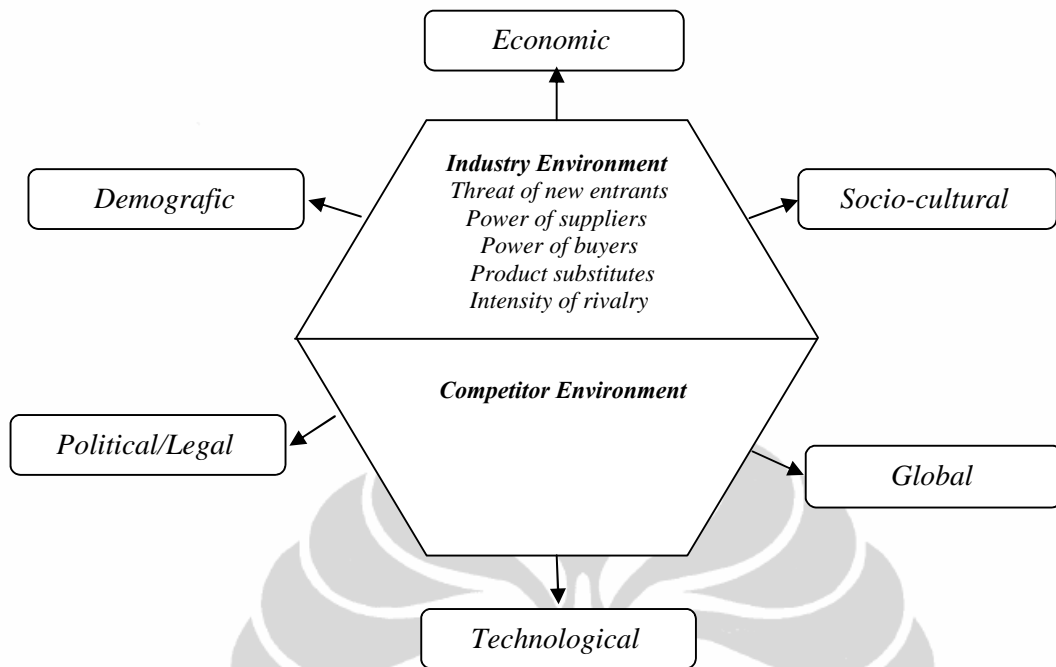 Economic
Industry Environment
Threat of new entrants
Power of suppliers
Power of buyers
Product substitutes
Intensity of rivalry
Demografic
Socio-cultural
Competitor Environment
Political/Legal
Global
Technological